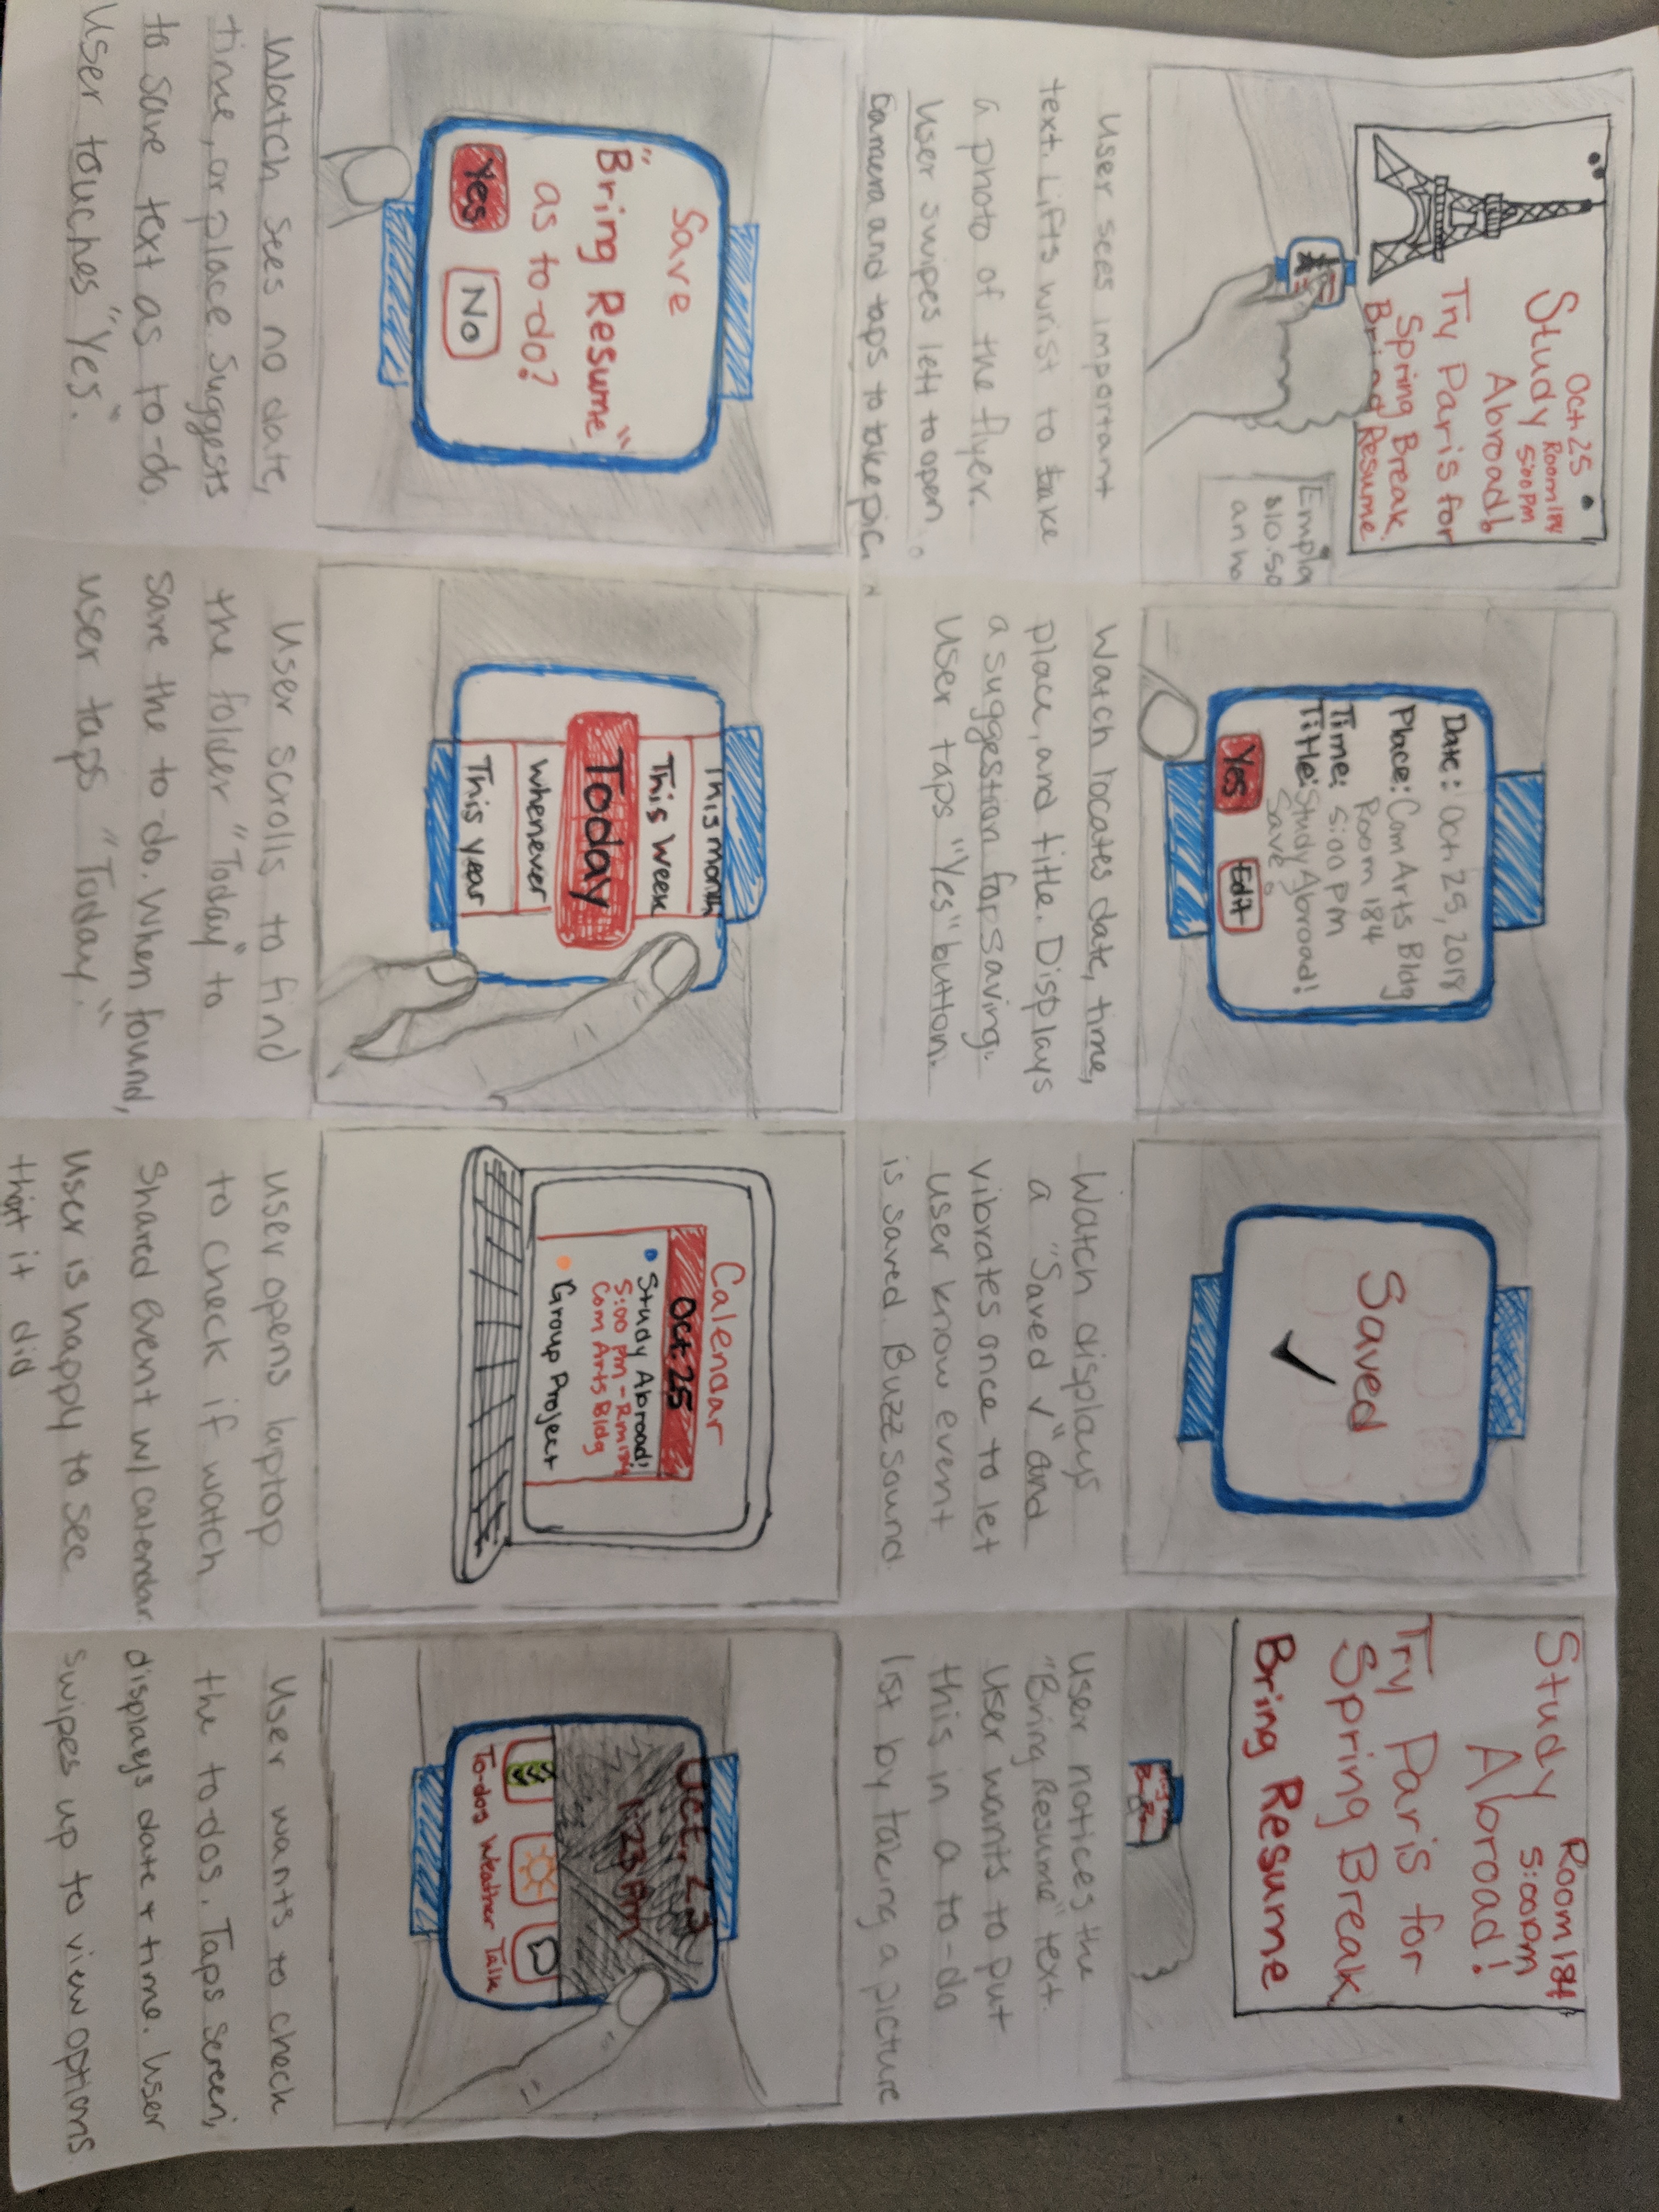 Oct. 25
Study Room 184
5:00 PM
Abroad!
Try Paris for
Spring Break.
Bring Resume
Emplo
$10.50
an ho
User sees important
text. Lifts wrist to take
a photo of the flyer.
User swipes left to open
camera and taps to take pic.
Date: Oct. 25, 2018
Place: Com Arts Bldg
Room 184
Time: 5:00 PM
Title: Study Abroad!
Save?
Yes Edit
Watch locates date, time,
place, and title. Displays
a suggestion for saving.
User taps "Yes" button.
Saved
✓
Watch displays
a "Saved ✓" and
vibrates once to let
user know event
is saved. Buzz sound
Study Room 184
5:00 PM
Abroad!
Try Paris for
Spring Break.
Bring Resume
User notices the
"Bring Resume" text.
User wants to put
this in a to-do
list by taking a picture
Save
"Bring Resume"
as to-do?
Yes No
Watch sees no date,
time, or place. Suggests
to save text as to-do.
User touches "Yes."
This month
This Week
Today
whenever
This year
User scrolls to find
the folder "Today" to
save the to-do. When found,
user taps "Today."
Calendar
Oct. 25
Study Abroad!
5:00 pm - Rm 184
Com Arts Bldg
Group Project
user opens laptop
to check if watch
shared event w/ calendar.
User is happy to see
that it did
Oct. 23
1:23 PM
To-dos Weather Talk
User wants to check
the to-dos. Taps screen,
displays date + time. User
swipes up to view options.